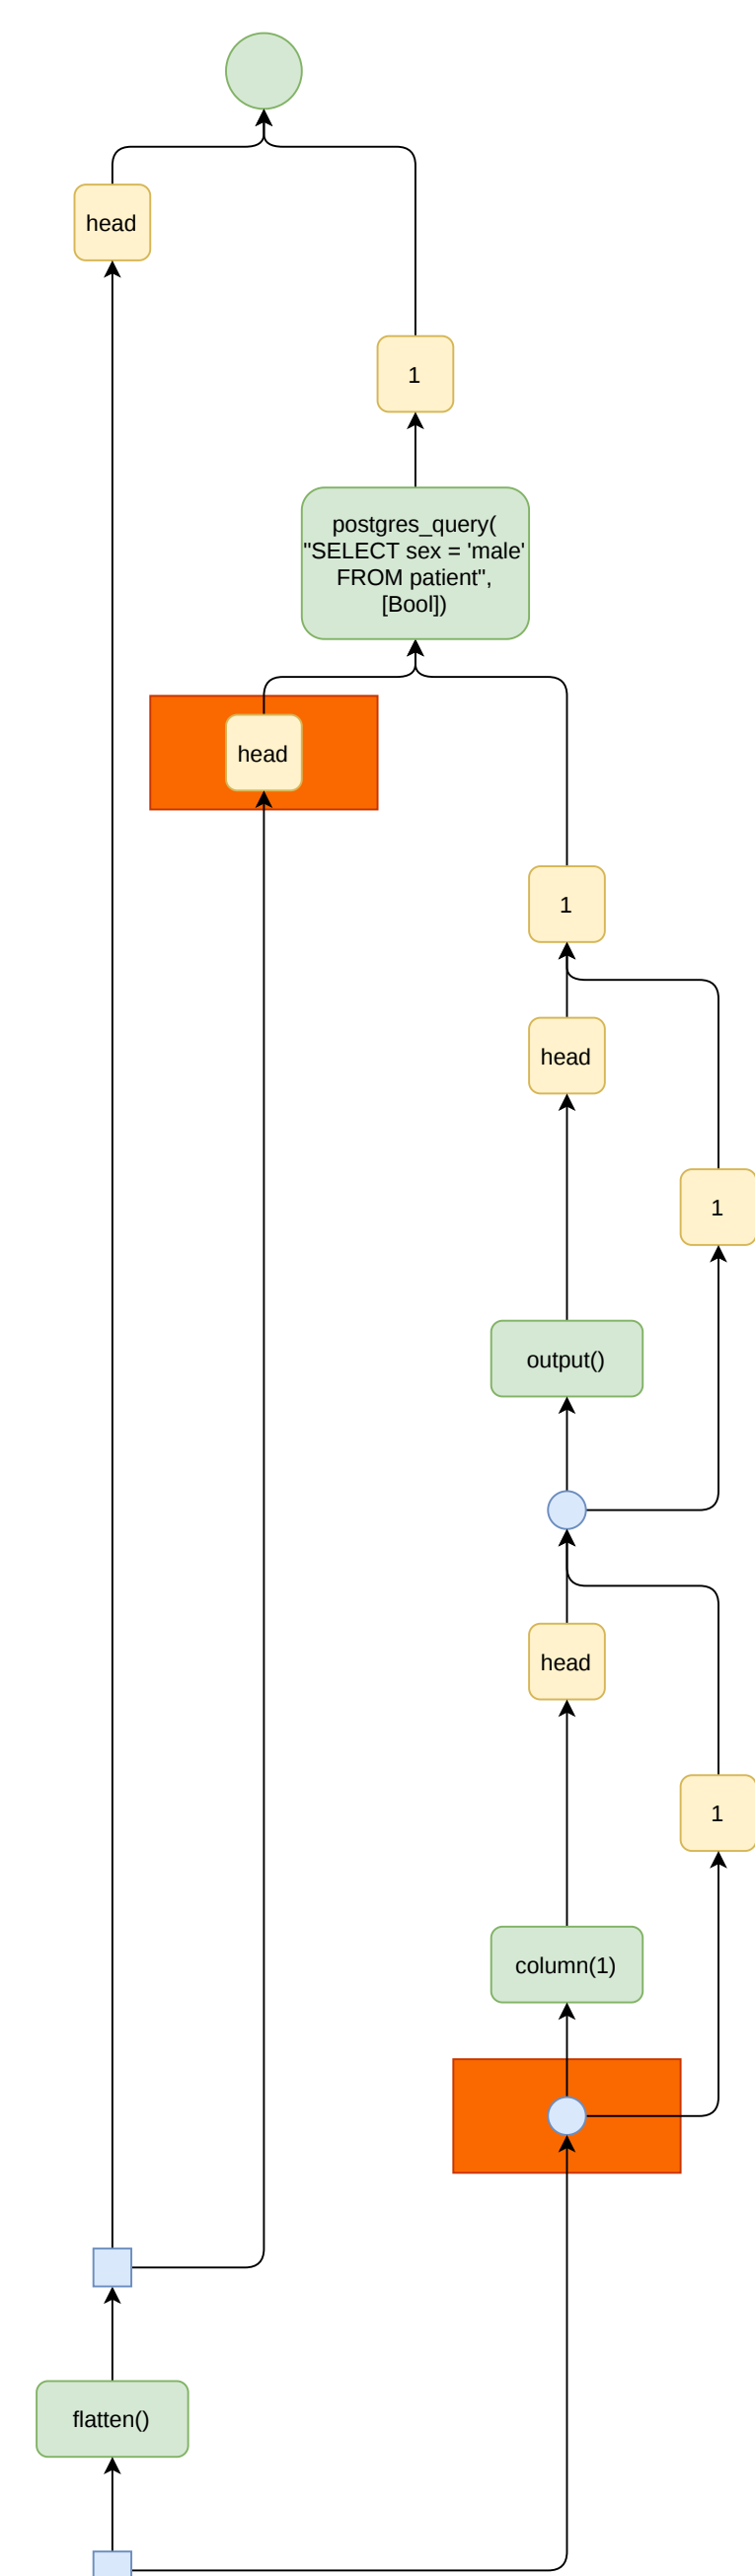 head
1
postgres_query(
"SELECT sex = 'male'
FROM patient",
[Bool])
head
1
head
1
output()
head
1
column(1)
flatten()